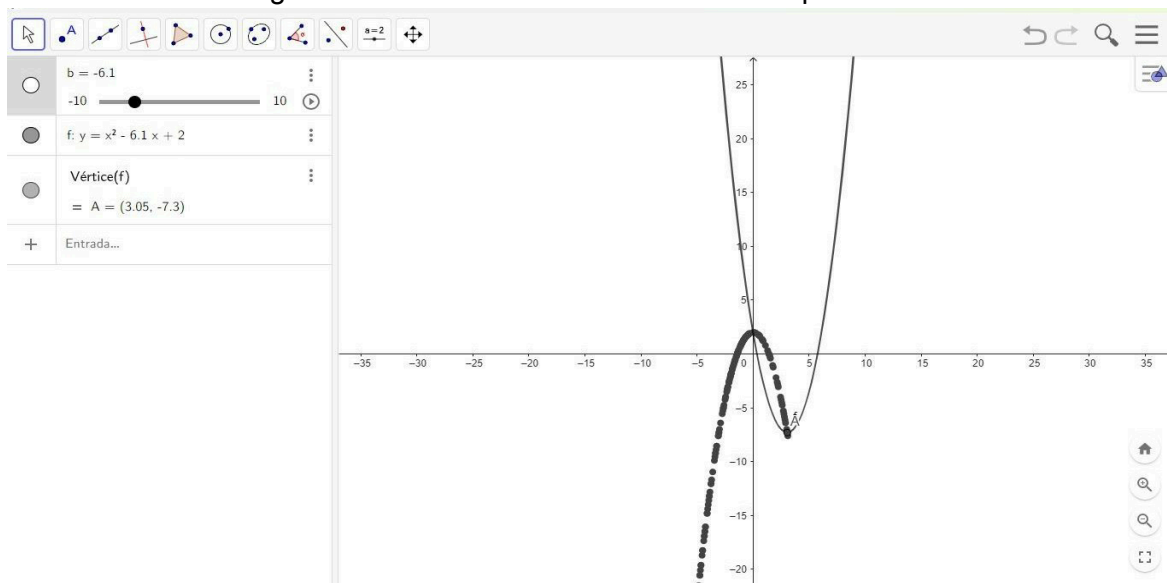 A
a=2
b = -6.1
-10
10
f: y = x² - 6.1 x + 2
Vértice(f)
= A = (3.05, -7.3)
+ Entrada...
25
20
15
10
5
-35 -30 -25 -20 -15 -10 -5 0 5 10 15 20 25 30 35
-5
f
A
-10
-15
-20